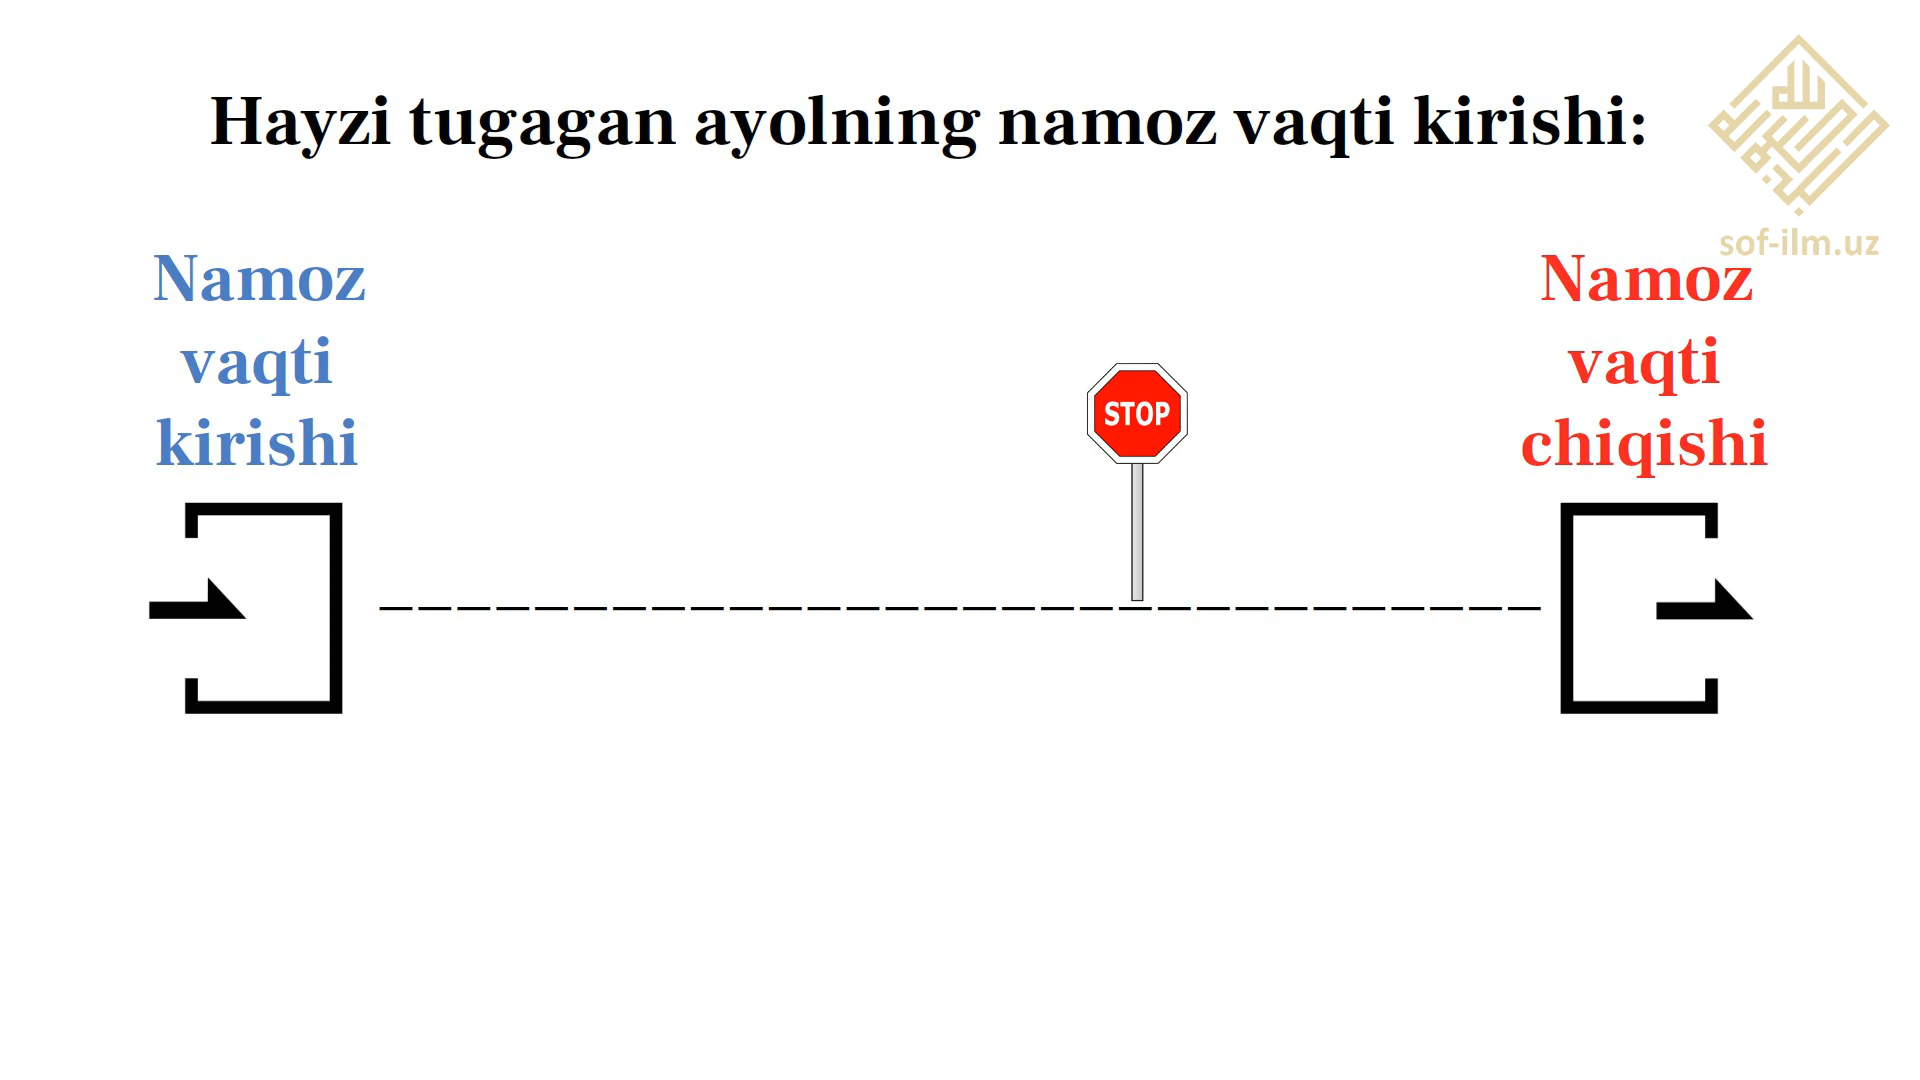 Hayzi tugagan ayolning namoz vaqti kirishi:
sof-ilm.uz
Namoz
vaqti
kirishi
STOP
Namoz
vaqti
chiqishi